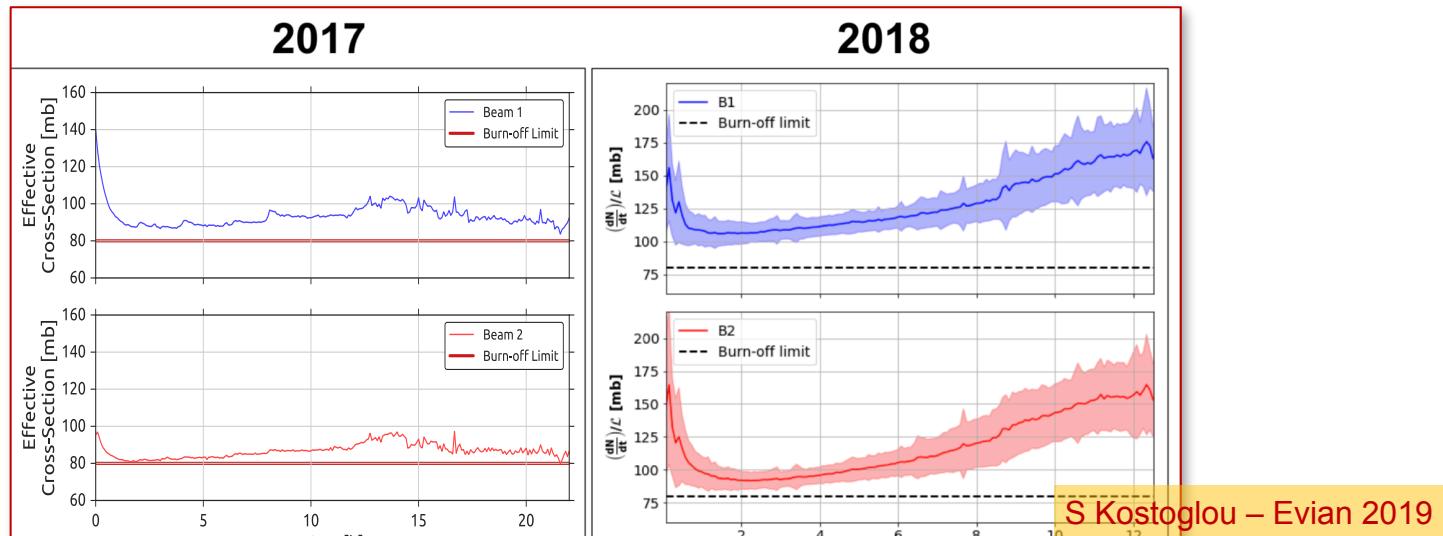 2017
2018
Effective
Cross-Section [mb]
160
140
120
100
80
60
Beam 1
Burn-off Limit
Effective
Cross-Section [mb]
160
140
120
100
80
60
0
5
10
15
20
Beam 2
Burn-off Limit
(dN/dt)/ℒ [mb]
200
175
150
125
100
75
B1
Burn-off limit
(dN/dt)/ℒ [mb]
200
175
150
125
100
75
B2
Burn-off limit
2
4
6
8
10
12
S Kostoglou – Evian 2019